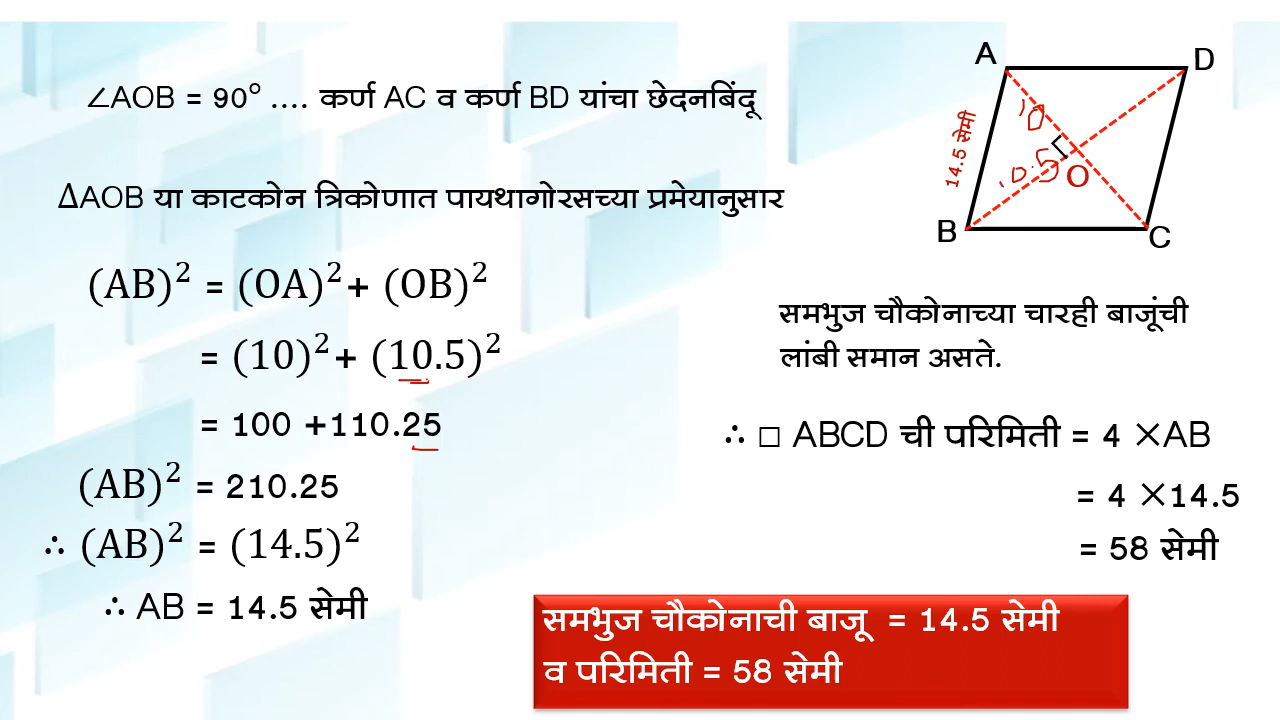 ∠AOB = 90° .... कर्ण AC व कर्ण BD यांचा छेदनबिंदू
ΔAOB या काटकोन त्रिकोणात पायथागोरसच्या प्रमेयानुसार
(AB)² = (OA)² + (OB)²
= (10)² + (10.5)²
= 100 +110.25
(AB)² = 210.25
∴ (AB)² = (14.5)²
∴ AB = 14.5 सेमी
A
D
14.5 सेमी
10
10.5
O
B
C
समभुज चौकोनाच्या चारही बाजूंची
लांबी समान असते.
∴ □ ABCD ची परिमिती = 4 ×AB
= 4 ×14.5
= 58 सेमी
समभुज चौकोनाची बाजू = 14.5 सेमी
व परिमिती = 58 सेमी